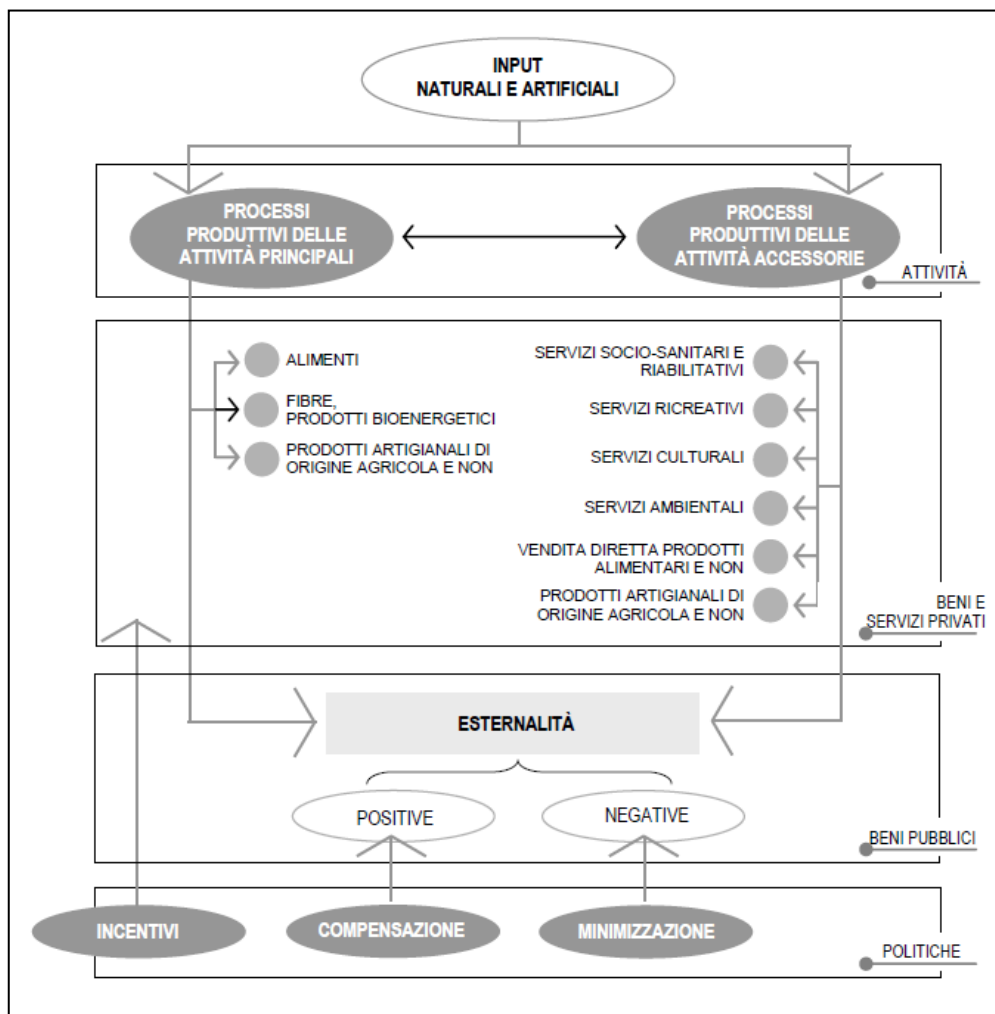 INPUT
NATURALI E ARTIFICIALI
PROCESSI
PRODUTTIVI DELLE
ATTIVITÀ PRINCIPALI
PROCESSI
PRODUTTIVI DELLE
ATTIVITÀ ACCESSORIE
ATTIVITÀ
ALIMENTI
FIBRE,
PRODOTTI BIOENERGETICI
PRODOTTI ARTIGIANALI DI
ORIGINE AGRICOLA E NON
SERVIZI SOCIO-SANITARI E
RIABILITATIVI
SERVIZI RICREATIVI
SERVIZI CULTURALI
SERVIZI AMBIENTALI
VENDITA DIRETTA PRODOTTI
ALIMENTARI E NON
PRODOTTI ARTIGIANALI DI
ORIGINE AGRICOLA E NON
BENI E
SERVIZI PRIVATI
ESTERNALITÀ
POSITIVE
NEGATIVE
BENI PUBBLICI
INCENTIVI
COMPENSAZIONE
MINIMIZZAZIONE
POLITICHE